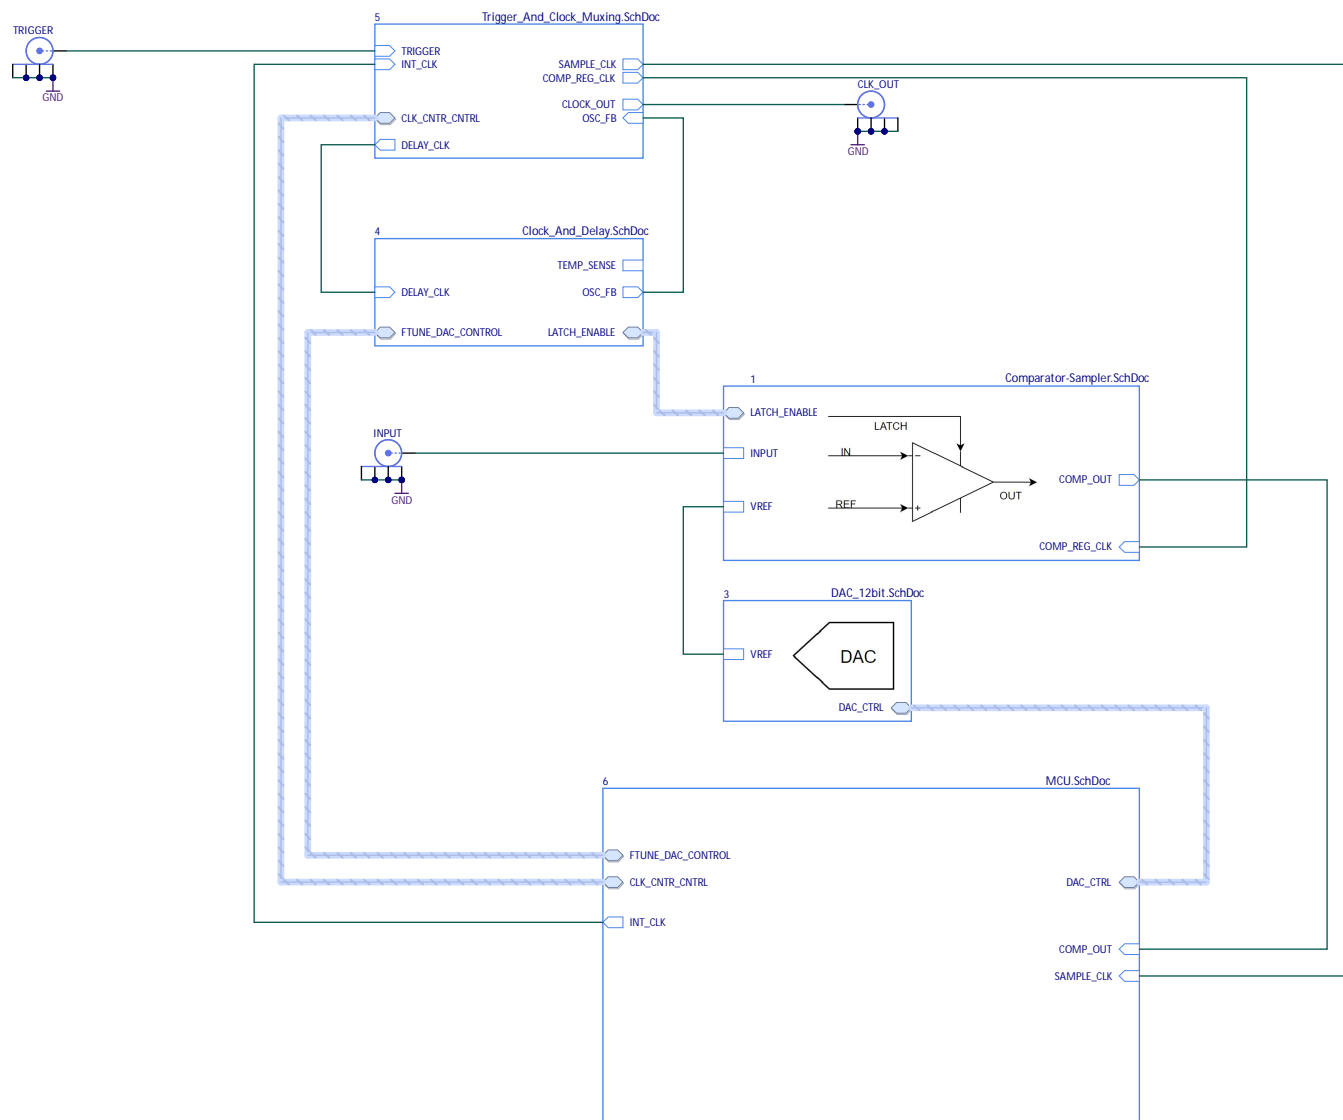 5
Trigger_And_Clock_Muxing.SchDoc
TRIGGER
GND
TRIGGER
INT_CLK
CLK_CNTR_CNTRL
DELAY_CLK
SAMPLE_CLK
COMP_REG_CLK
CLOCK_OUT
OSC_FB
CLK_OUT
GND
4
Clock_And_Delay.SchDoc
TEMP_SENSE
DELAY_CLK
OSC_FB
FTUNE_DAC_CONTROL
LATCH_ENABLE
1
Comparator-Sampler.SchDoc
LATCH_ENABLE
LATCH
INPUT
GND
INPUT
IN
VREF
REF
OUT
COMP_OUT
COMP_REG_CLK
3
DAC_12bit.SchDoc
VREF
DAC
DAC_CTRL
6
MCU.SchDoc
FTUNE_DAC_CONTROL
CLK_CNTR_CNTRL
INT_CLK
DAC_CTRL
COMP_OUT
SAMPLE_CLK